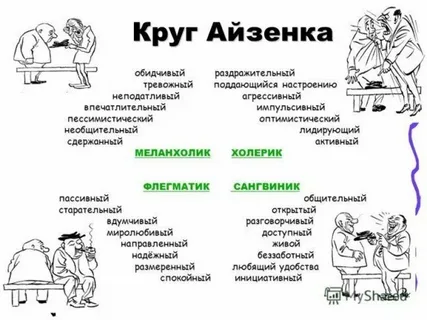 Круг Айзенка
обидчивый
тревожный
неподатливый
впечатлительный
пессимистический
необщительный
сдержанный
МЕЛАНХОЛИК
раздражительный
поддающийся настроению
агрессивный
импульсивный
оптимистический
лидирующий
активный
ХОЛЕРИК
ФЛЕГМАТИК
пассивный
старательный
вдумчивый
миролюбивый
направленный
надёжный
размеренный
спокойный
САНГВИНИК
общительный
открытый
разговорчивый
доступный
живой
беззаботный
любящий удобства
инициативный
MyShared